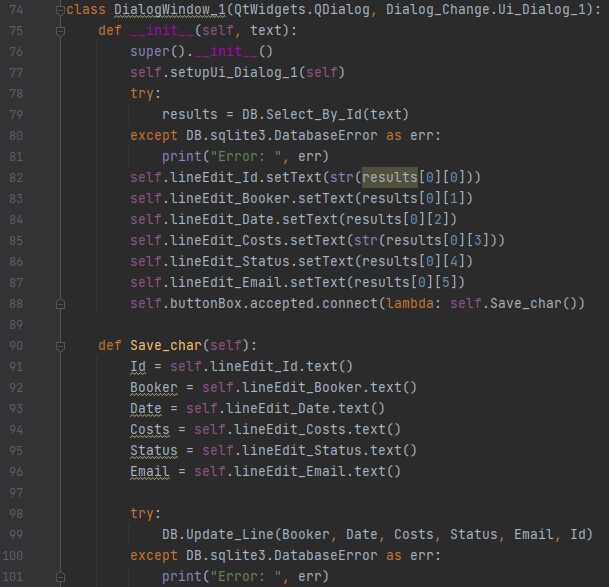 74 class DialogWindow_1(QtWidgets.QDialog, Dialog_Change.Ui_Dialog_1):
75     def __init__(self, text):
76         super().__init__()
77         self.setupUi_Dialog_1(self)
78         try:
79             results = DB.Select_By_Id(text)
80         except DB.sqlite3.DatabaseError as err:
81             print("Error: ", err)
82         self.lineEdit_Id.setText(str(results[0][0]))
83         self.lineEdit_Booker.setText(results[0][1])
84         self.lineEdit_Date.setText(results[0][2])
85         self.lineEdit_Costs.setText(str(results[0][3]))
86         self.lineEdit_Status.setText(results[0][4])
87         self.lineEdit_Email.setText(results[0][5])
88         self.buttonBox.accepted.connect(lambda: self.Save_char())
89
90     def Save_char(self):
91         Id = self.lineEdit_Id.text()
92         Booker = self.lineEdit_Booker.text()
93         Date = self.lineEdit_Date.text()
94         Costs = self.lineEdit_Costs.text()
95         Status = self.lineEdit_Status.text()
96         Email = self.lineEdit_Email.text()
97
98         try:
99             DB.Update_Line(Booker, Date, Costs, Status, Email, Id)
100         except DB.sqlite3.DatabaseError as err:
101             print("Error: ", err)